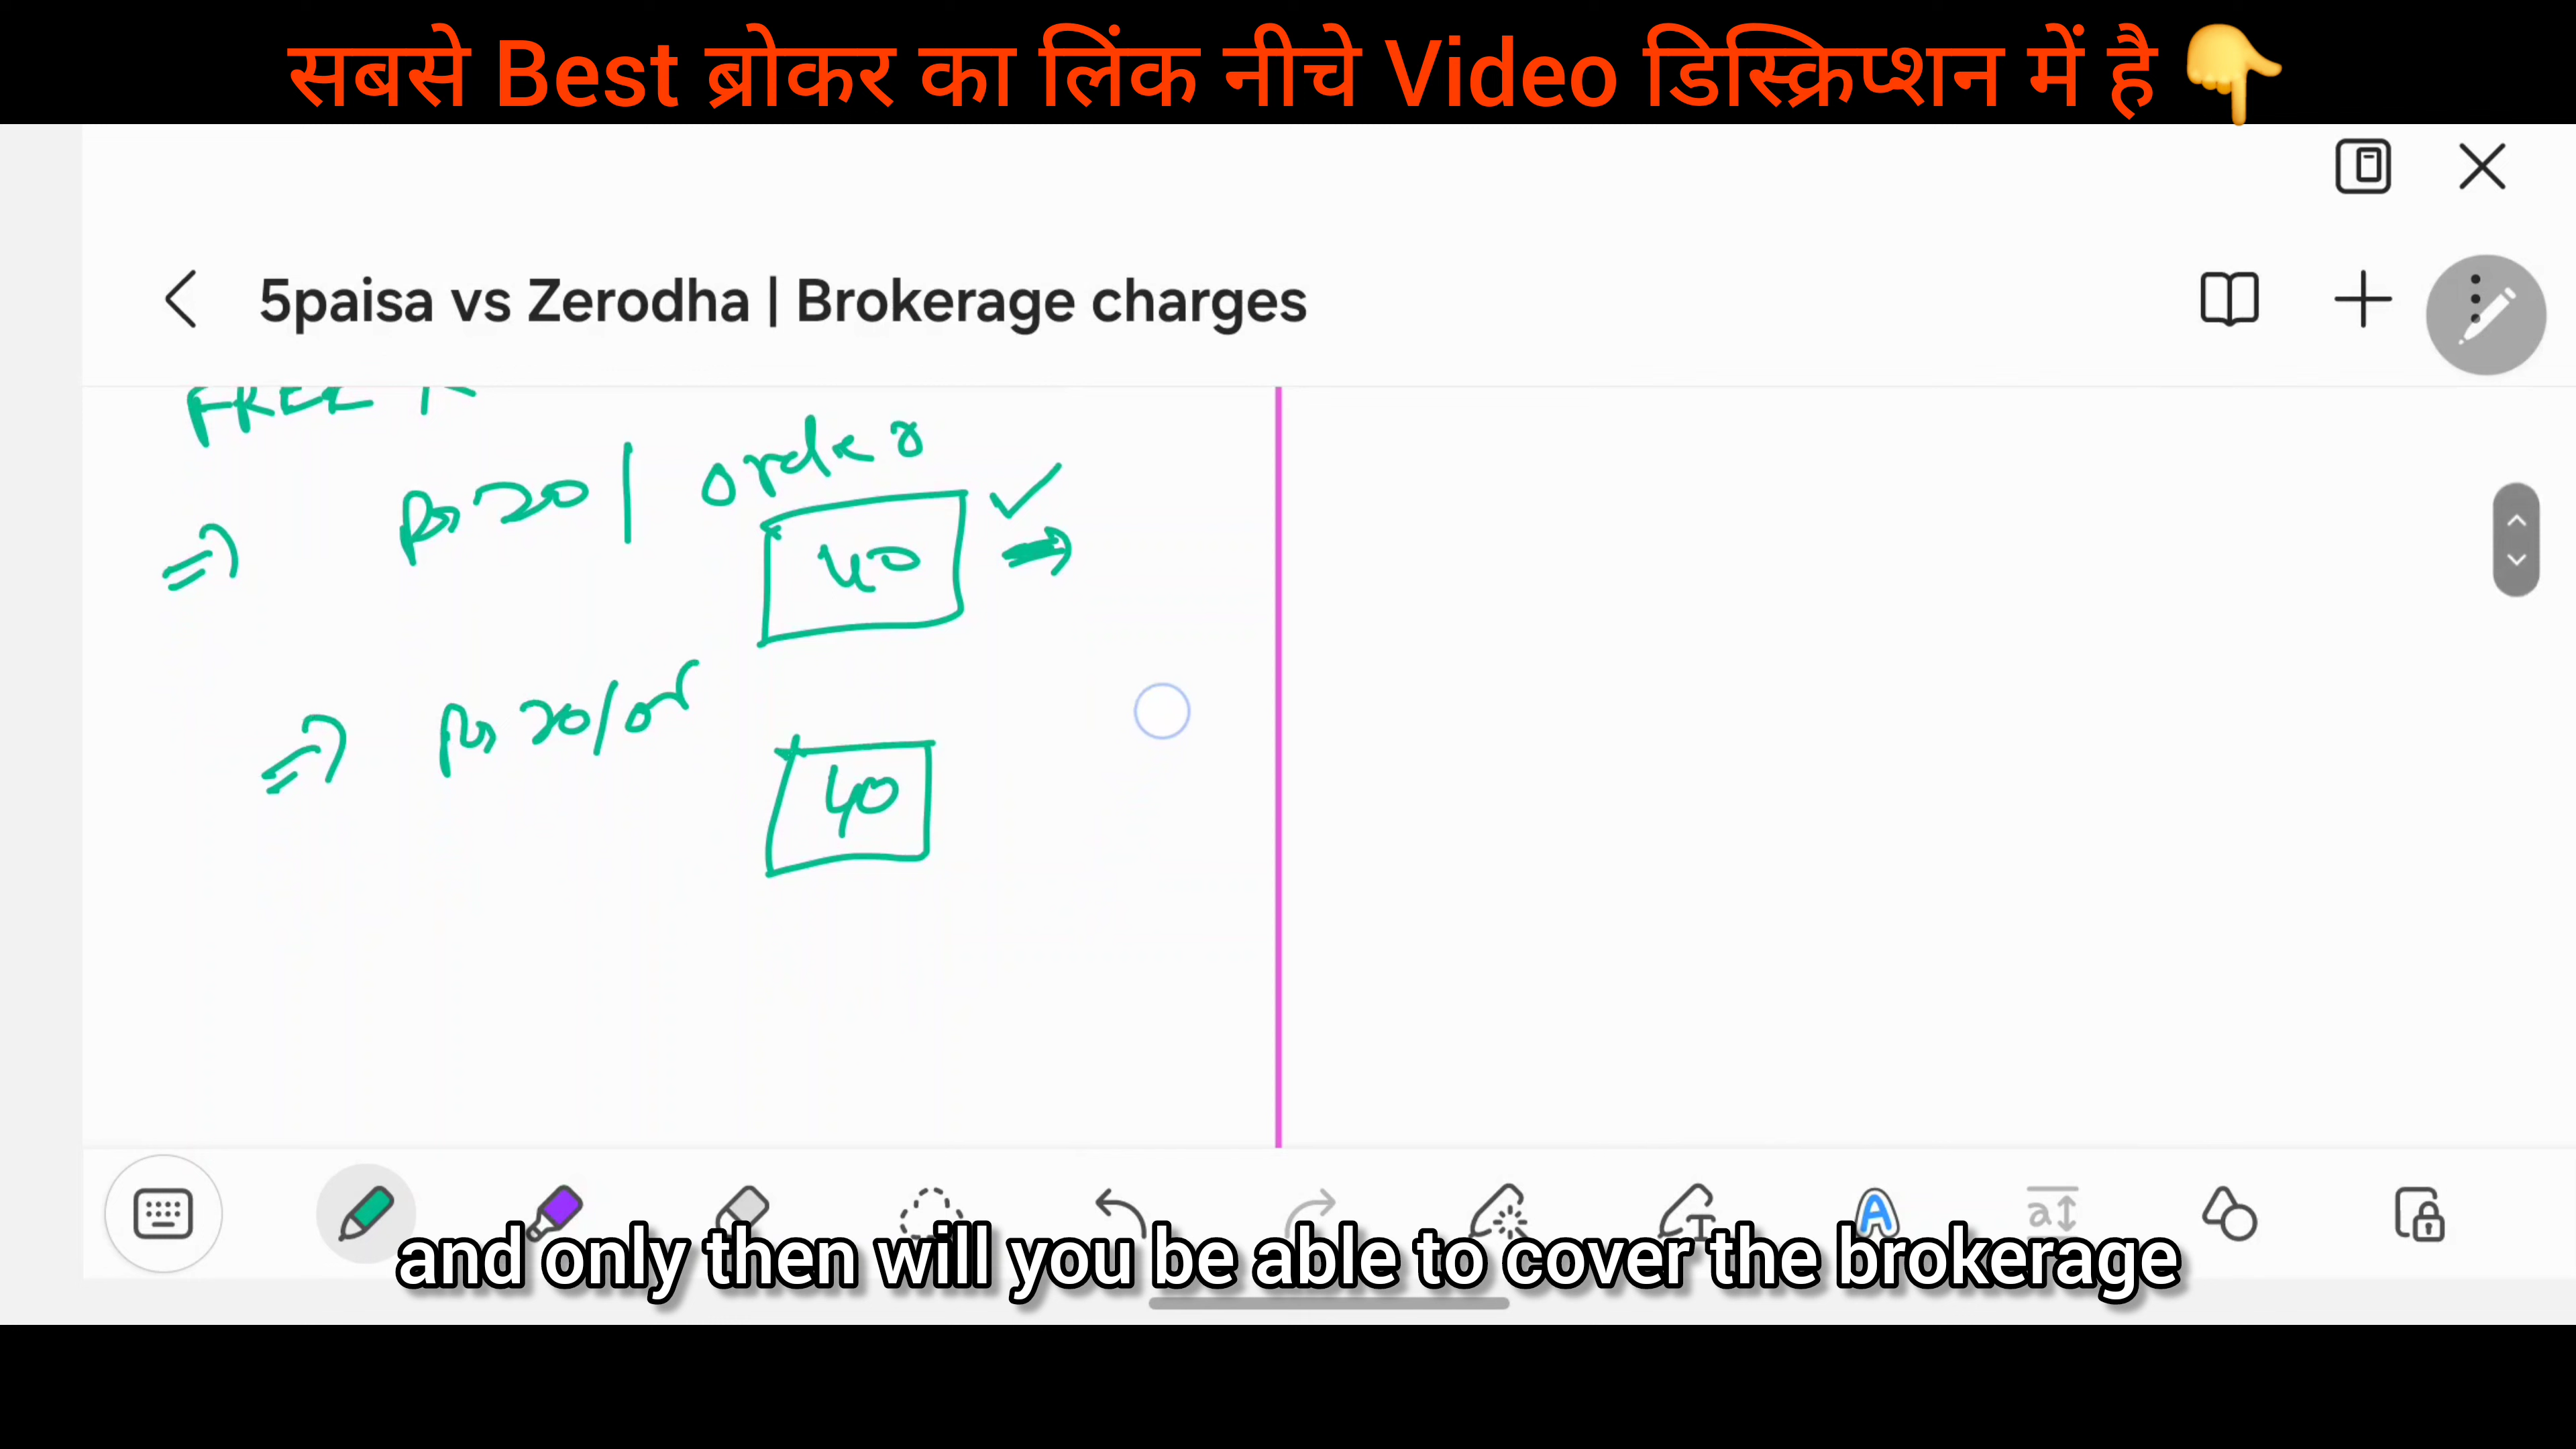 सबसे Best ब्रोकर का लिंक नीचे Video डिस्क्रिप्शन में है 👇
5paisa vs Zerodha | Brokerage charges
FREE
⇒ Rs 20 | order ✓
40 →
⇒ Rs 20/or
40
and only then will you be able to cover the brokerage